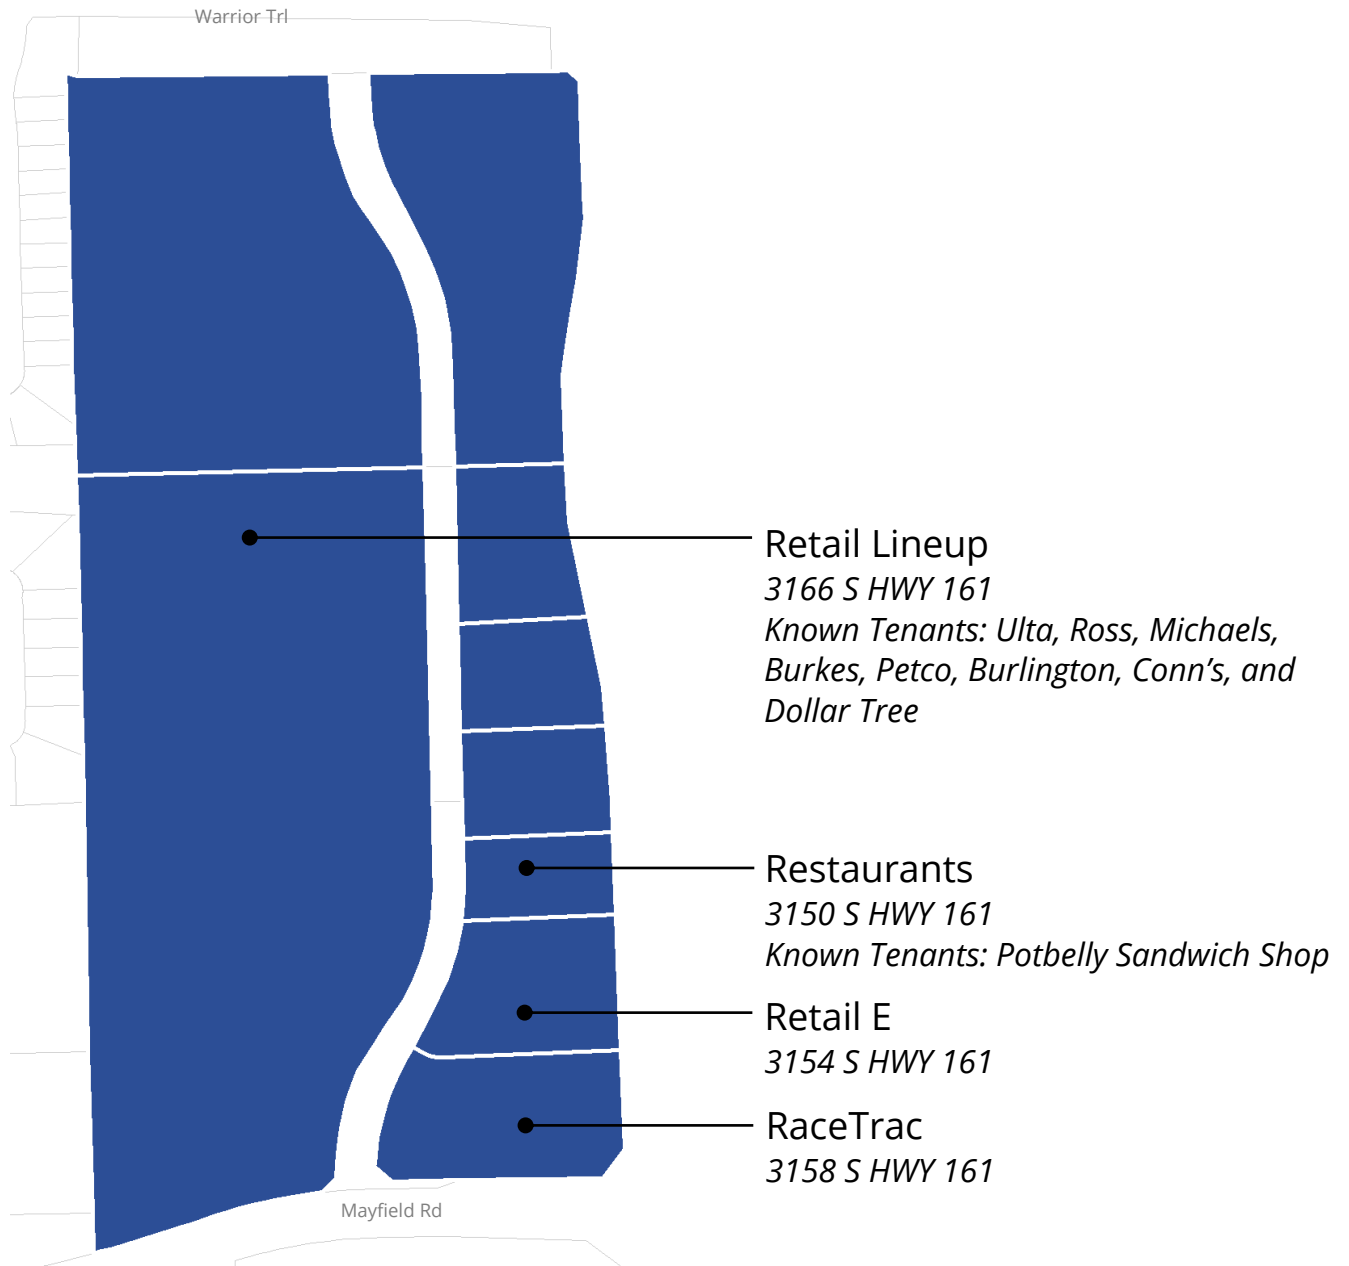 Warrior Trl
Retail Lineup
3166 S HWY 161
Known Tenants: Ulta, Ross, Michaels,
Burkes, Petco, Burlington, Conn’s, and
Dollar Tree
Restaurants
3150 S HWY 161
Known Tenants: Potbelly Sandwich Shop
Retail E
3154 S HWY 161
RaceTrac
3158 S HWY 161
Mayfield Rd